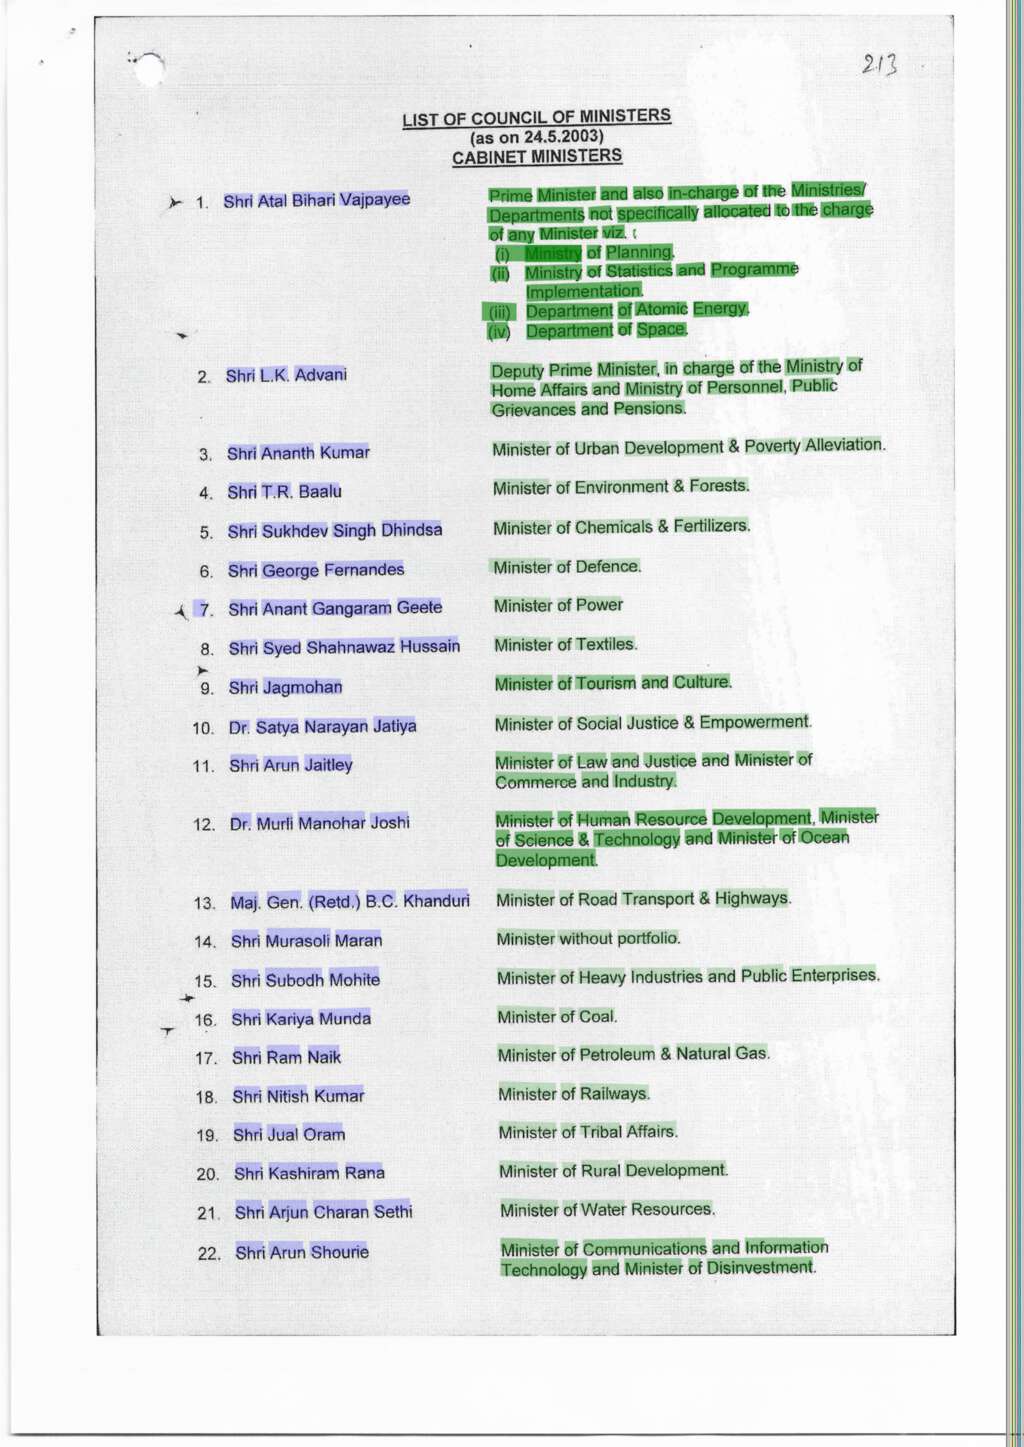 213
LIST OF COUNCIL OF MINISTERS
(as on 24.5.2003)
CABINET MINISTERS
1. Shri Atal Bihari Vajpayee Prime Minister and also in-charge of the Ministries/
Departments not specifically allocated to the charge
of any Minister viz.
(i) Ministry of Planning.
(ii) Ministry of Statistics and Programme
Implementation.
(iii) Department of Atomic Energy.
(iv) Department of Space.
2. Shri L.K. Advani Deputy Prime Minister, in charge of the Ministry of
Home Affairs and Ministry of Personnel, Public
Grievances and Pensions.
3. Shri Ananth Kumar Minister of Urban Development & Poverty Alleviation.
4. Shri T.R. Baalu Minister of Environment & Forests.
5. Shri Sukhdev Singh Dhindsa Minister of Chemicals & Fertilizers.
6. Shri George Fernandes Minister of Defence.
7. Shri Anant Gangaram Geete Minister of Power
8. Shri Syed Shahnawaz Hussain Minister of Textiles.
9. Shri Jagmohan Minister of Tourism and Culture.
10. Dr. Satya Narayan Jatiya Minister of Social Justice & Empowerment.
11. Shri Arun Jaitley Minister of Law and Justice and Minister of
Commerce and Industry.
12. Dr. Murli Manohar Joshi Minister of Human Resource Development, Minister
of Science & Technology and Minister of Ocean
Development.
13. Maj. Gen. (Retd.) B.C. Khanduri Minister of Road Transport & Highways.
14. Shri Murasoli Maran Minister without portfolio.
15. Shri Subodh Mohite Minister of Heavy Industries and Public Enterprises.
16. Shri Kariya Munda Minister of Coal.
17. Shri Ram Naik Minister of Petroleum & Natural Gas.
18. Shri Nitish Kumar Minister of Railways.
19. Shri Jual Oram Minister of Tribal Affairs.
20. Shri Kashiram Rana Minister of Rural Development.
21. Shri Arjun Charan Sethi Minister of Water Resources.
22. Shri Arun Shourie Minister of Communications and Information
Technology and Minister of Disinvestment.